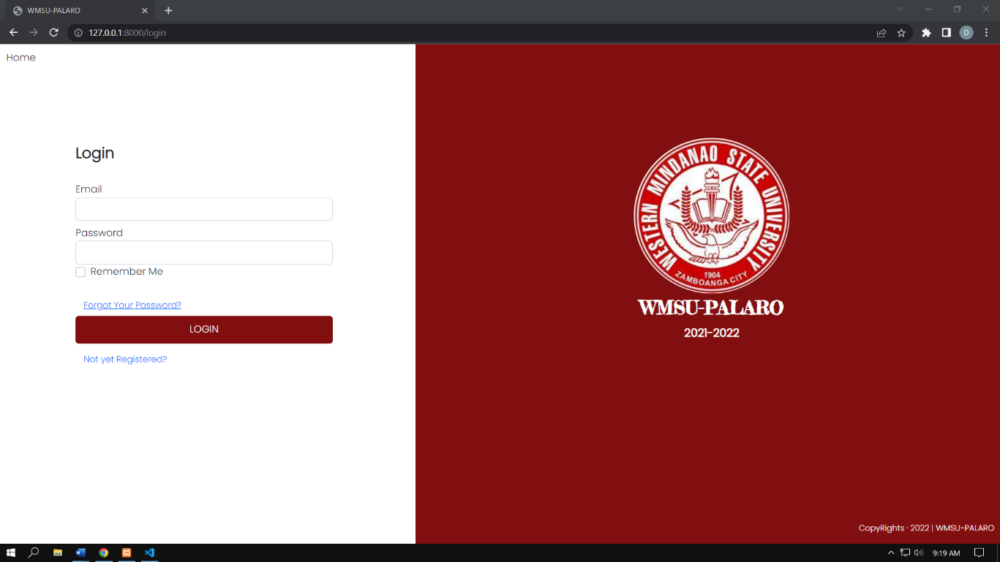 WMSU-PALARO
127.0.0.1:8000/login
D
Home
Login
Email
Password
Remember Me
Forgot Your Password?
LOGIN
Not yet Registered?
WESTERN MINDANAO STATE UNIVERSITY
1904
ZAMBOANGA CITY
WMSU-PALARO
2021-2022
CopyRights · 2022 | WMSU-PALARO
9:19 AM